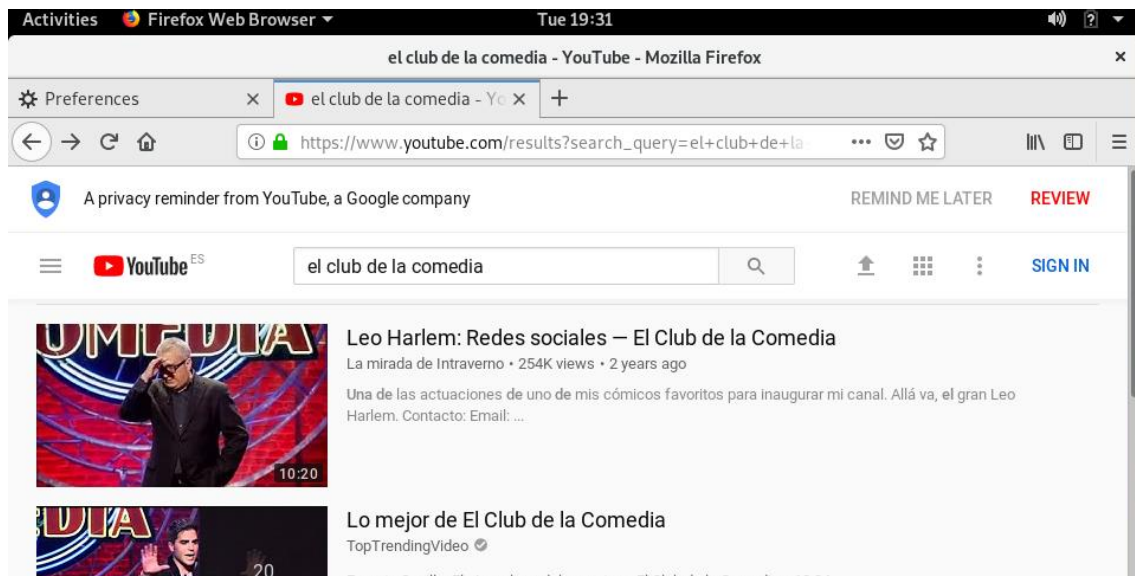 Activities Firefox Web Browser Tue 19:31
el club de la comedia - YouTube - Mozilla Firefox
Preferences el club de la comedia - Yo
https://www.youtube.com/results?search_query=el+club+de+la
A privacy reminder from YouTube, a Google company REMIND ME LATER REVIEW
YouTube ES el club de la comedia SIGN IN
OMEDIA
10:20
Leo Harlem: Redes sociales — El Club de la Comedia
La mirada de Intraverno • 254K views • 2 years ago
Una de las actuaciones de uno de mis cómicos favoritos para inaugurar mi canal. Allá va, el gran Leo
Harlem. Contacto: Email: ...
DIA
20
Lo mejor de El Club de la Comedia
TopTrendingVideo